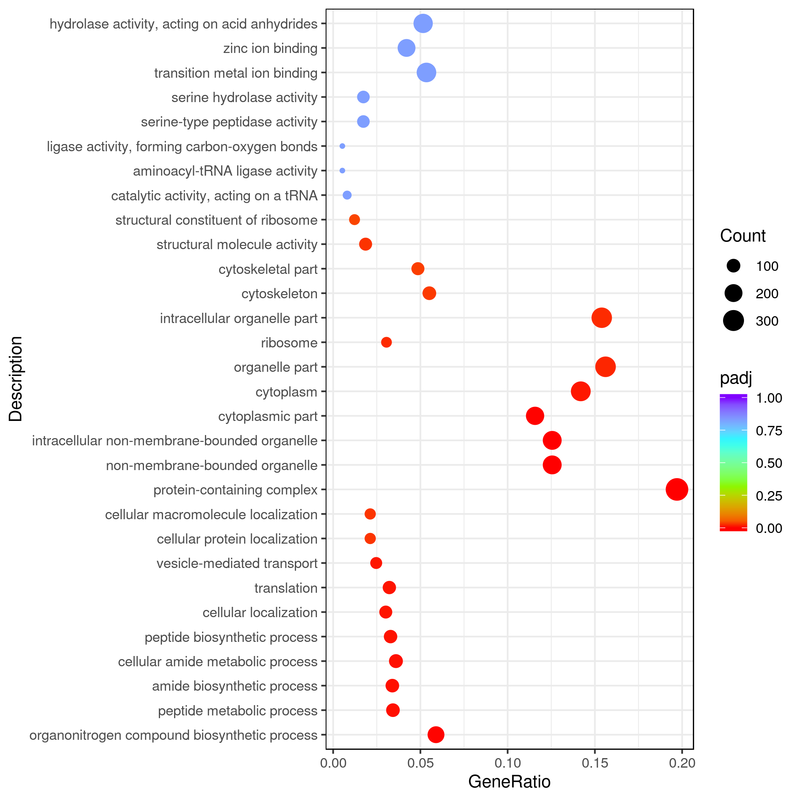 hydrolase activity, acting on acid anhydrides
zinc ion binding
transition metal ion binding
serine hydrolase activity
serine-type peptidase activity
ligase activity, forming carbon-oxygen bonds
aminoacyl-tRNA ligase activity
catalytic activity, acting on a tRNA
structural constituent of ribosome
structural molecule activity
cytoskeletal part
cytoskeleton
intracellular organelle part
ribosome
organelle part
cytoplasm
cytoplasmic part
intracellular non-membrane-bounded organelle
non-membrane-bounded organelle
protein-containing complex
cellular macromolecule localization
cellular protein localization
vesicle-mediated transport
translation
cellular localization
peptide biosynthetic process
cellular amide metabolic process
amide biosynthetic process
peptide metabolic process
organonitrogen compound biosynthetic process
Description
0.00 0.05 0.10 0.15 0.20
GeneRatio
Count
100
200
300
padj
1.00
0.75
0.50
0.25
0.00